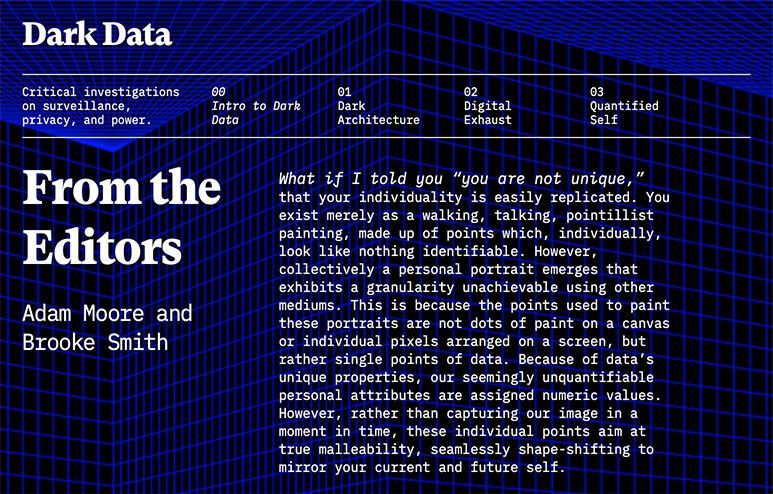 Dark Data
Critical investigations
on surveillance,
privacy, and power.
00
Intro to Dark
Data
01
Dark
Architecture
02
Digital
Exhaust
03
Quantified
Self
From the
Editors
Adam Moore and
Brooke Smith
What if I told you “you are not unique,”
that your individuality is easily replicated. You
exist merely as a walking, talking, pointillist
painting, made up of points which, individually,
look like nothing identifiable. However,
collectively a personal portrait emerges that
exhibits a granularity unachievable using other
mediums. This is because the points used to paint
these portraits are not dots of paint on a canvas
or individual pixels arranged on a screen, but
rather single points of data. Because of data’s
unique properties, our seemingly unquantifiable
personal attributes are assigned numeric values.
However, rather than capturing our image in a
moment in time, these individual points aim at
true malleability, seamlessly shape-shifting to
mirror your current and future self.